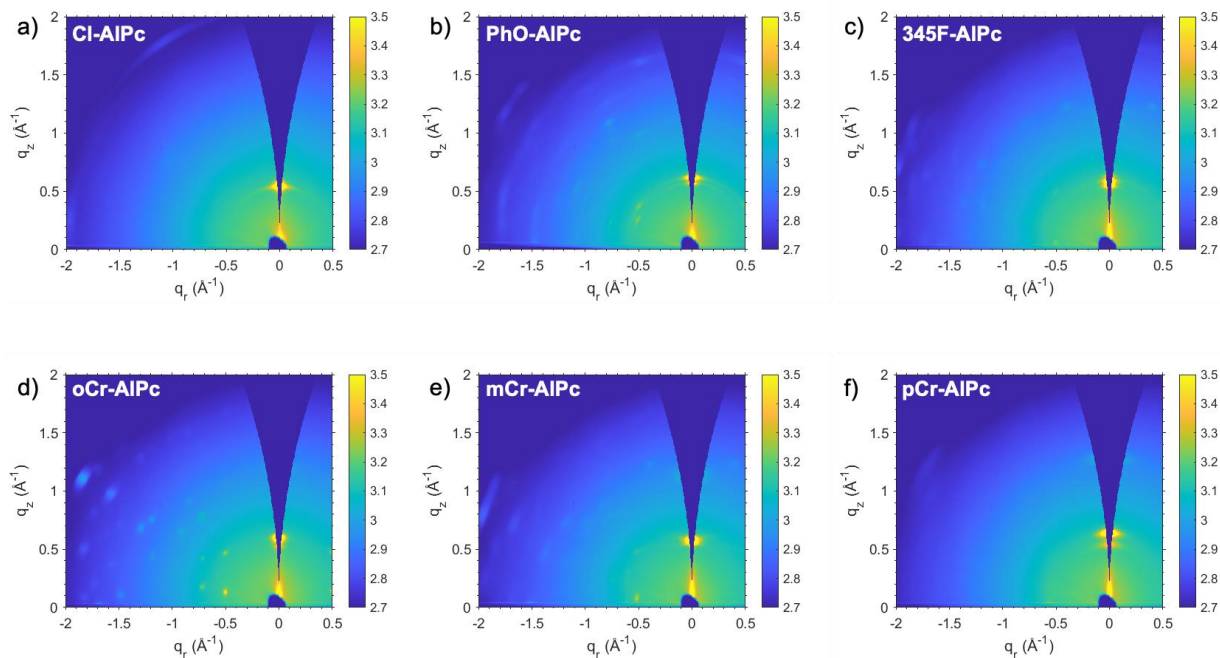 a)
Cl-AlPc
2
1.5
1
0.5
0
q_z (Å⁻¹)
-2 -1.5 -1 -0.5 0 0.5
q_r (Å⁻¹)
3.5
3.4
3.3
3.2
3.1
3
2.9
2.8
2.7
b)
PhO-AlPc
2
1.5
1
0.5
0
q_z (Å⁻¹)
-2 -1.5 -1 -0.5 0 0.5
q_r (Å⁻¹)
3.5
3.4
3.3
3.2
3.1
3
2.9
2.8
2.7
c)
345F-AlPc
2
1.5
1
0.5
0
q_z (Å⁻¹)
-2 -1.5 -1 -0.5 0 0.5
q_r (Å⁻¹)
3.5
3.4
3.3
3.2
3.1
3
2.9
2.8
2.7
d)
oCr-AlPc
2
1.5
1
0.5
0
q_z (Å⁻¹)
-2 -1.5 -1 -0.5 0 0.5
q_r (Å⁻¹)
3.5
3.4
3.3
3.2
3.1
3
2.9
2.8
2.7
e)
mCr-AlPc
2
1.5
1
0.5
0
q_z (Å⁻¹)
-2 -1.5 -1 -0.5 0 0.5
q_r (Å⁻¹)
3.5
3.4
3.3
3.2
3.1
3
2.9
2.8
2.7
f)
pCr-AlPc
2
1.5
1
0.5
0
q_z (Å⁻¹)
-2 -1.5 -1 -0.5 0 0.5
q_r (Å⁻¹)
3.5
3.4
3.3
3.2
3.1
3
2.9
2.8
2.7